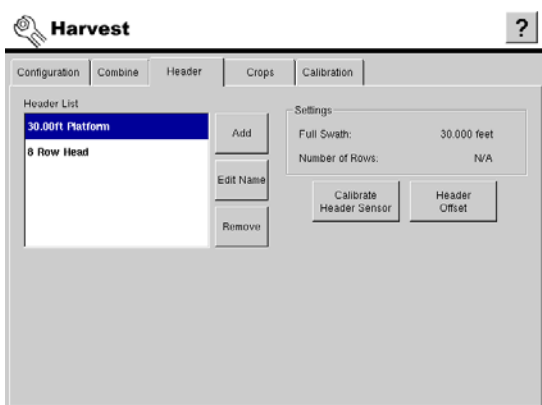 Harvest
?
Configuration Combine Header Crops Calibration
Header List
30.00ft Platform
8 Row Head
Add
Edit Name
Remove
Settings
Full Swath: 30.000 feet
Number of Rows: N/A
Calibrate
Header Sensor
Header
Offset